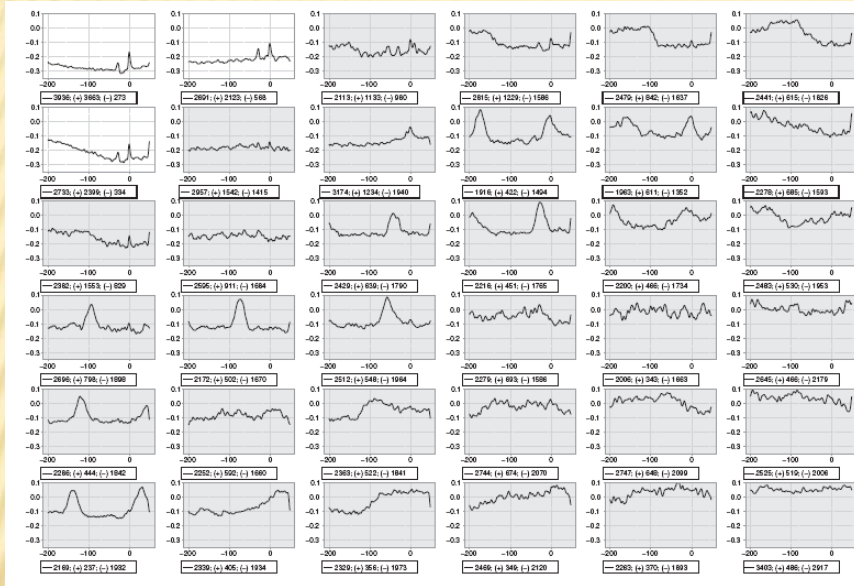 3936; (+) 3663; (−) 273
2691; (+) 2123; (−) 568
2113; (+) 1133; (−) 980
2815; (+) 1229; (−) 1586
2479; (+) 842; (−) 1637
2441; (+) 615; (−) 1826
2733; (+) 2399; (−) 334
2957; (+) 1542; (−) 1415
3174; (+) 1234; (−) 1940
1916; (+) 422; (−) 1494
1963; (+) 611; (−) 1352
2278; (+) 685; (−) 1593
2382; (+) 1553; (−) 829
2595; (+) 911; (−) 1684
2429; (+) 639; (−) 1790
2216; (+) 451; (−) 1765
2200; (+) 466; (−) 1734
2483; (+) 530; (−) 1953
2696; (+) 798; (−) 1898
2172; (+) 502; (−) 1670
2512; (+) 548; (−) 1964
2279; (+) 693; (−) 1586
2006; (+) 343; (−) 1663
2645; (+) 466; (−) 2179
2286; (+) 444; (−) 1842
2252; (+) 592; (−) 1660
2363; (+) 522; (−) 1841
2744; (+) 674; (−) 2070
2747; (+) 648; (−) 2099
2525; (+) 519; (−) 2006
2169; (+) 237; (−) 1932
2339; (+) 405; (−) 1934
2329; (+) 356; (−) 1973
2469; (+) 349; (−) 2120
2263; (+) 370; (−) 1893
3403; (+) 486; (−) 2917